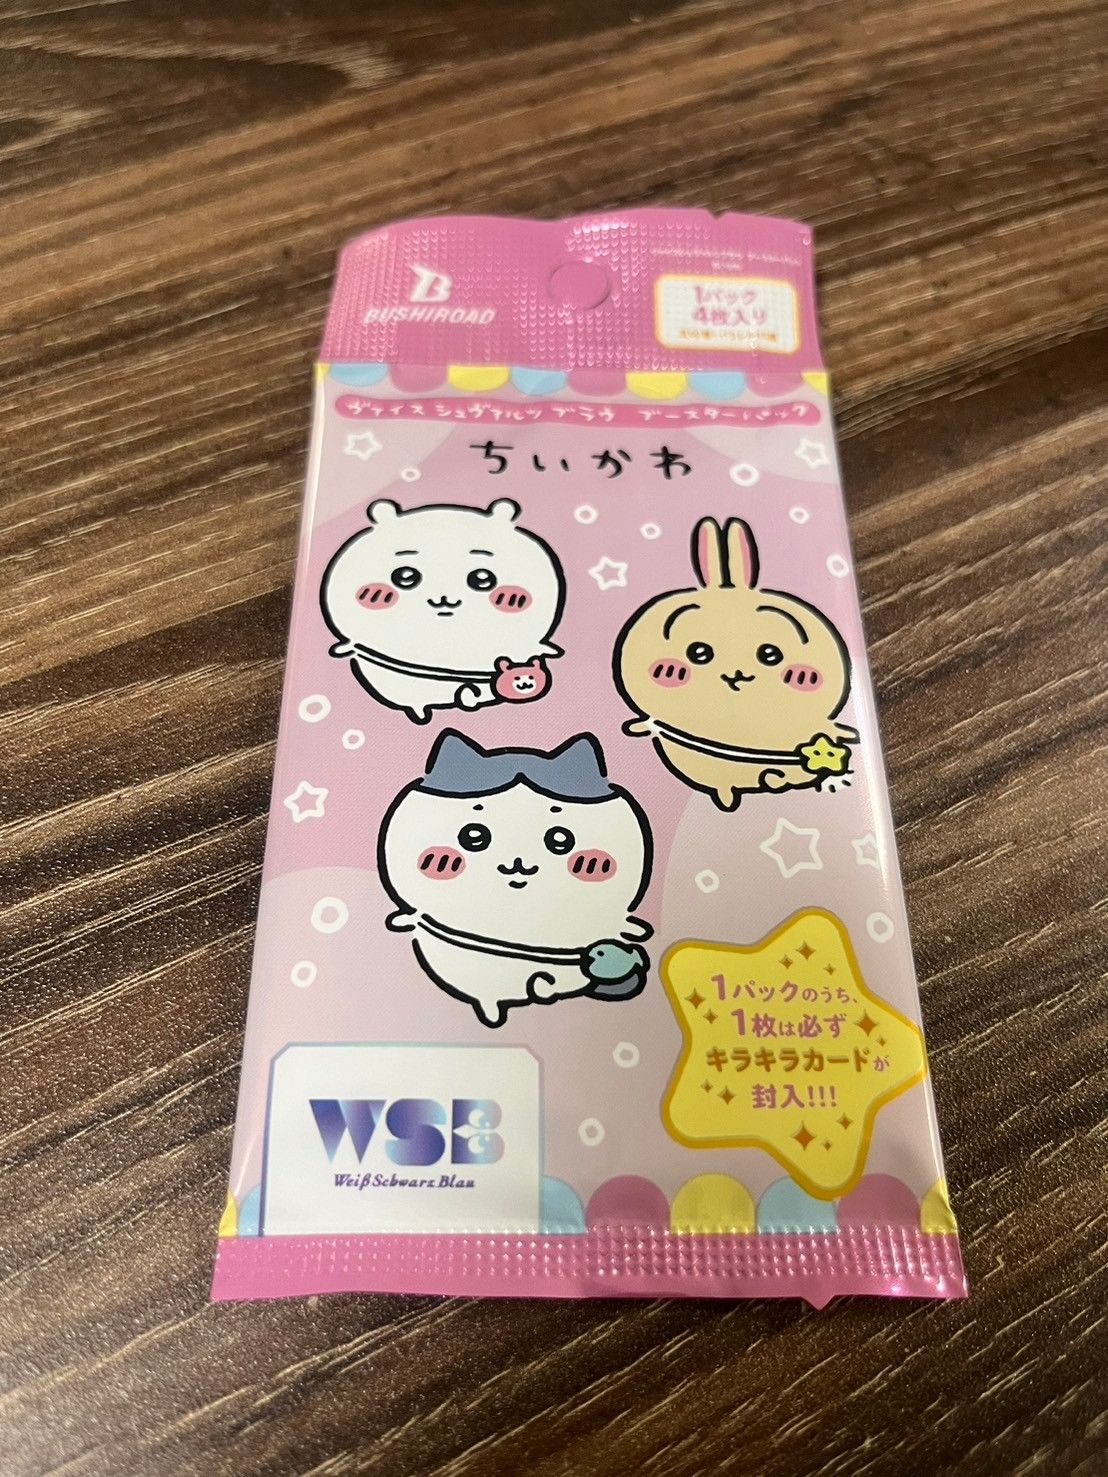 BUSHIROAD
1パック
4枚入り
ヴァイスシュヴァルツブラウ ブースターパック
ちいかわ
1パックのうち、
1枚は必ず
キラキラカードが
封入!!!
WSB
Weiß Schwarz Blau